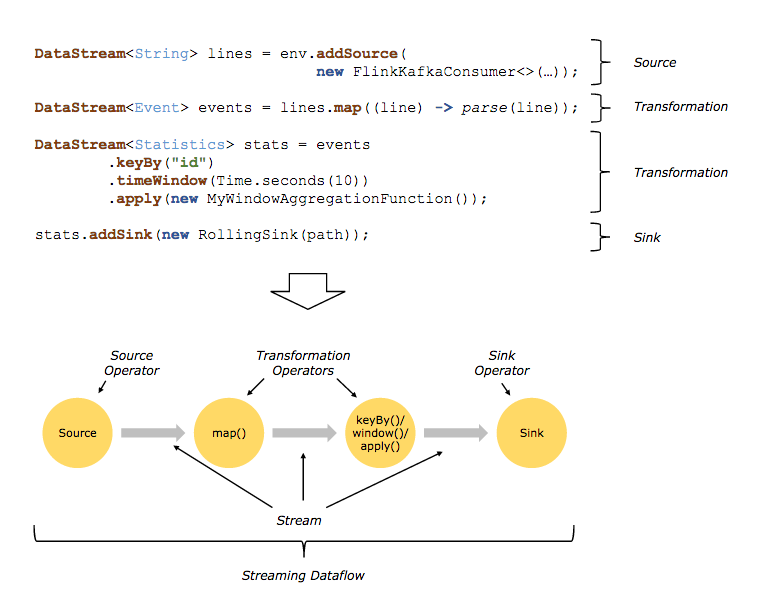 DataStream<String> lines = env.addSource(
new FlinkKafkaConsumer<>(…));
Source
DataStream<Event> events = lines.map((line) -> parse(line));
Transformation
DataStream<Statistics> stats = events
.keyBy("id")
.timeWindow(Time.seconds(10))
.apply(new MyWindowAggregationFunction());
Transformation
stats.addSink(new RollingSink(path));
Sink
Source
Operator
Transformation
Operators
Sink
Operator
Source
map()
keyBy()/
window()/
apply()
Sink
Stream
Streaming Dataflow